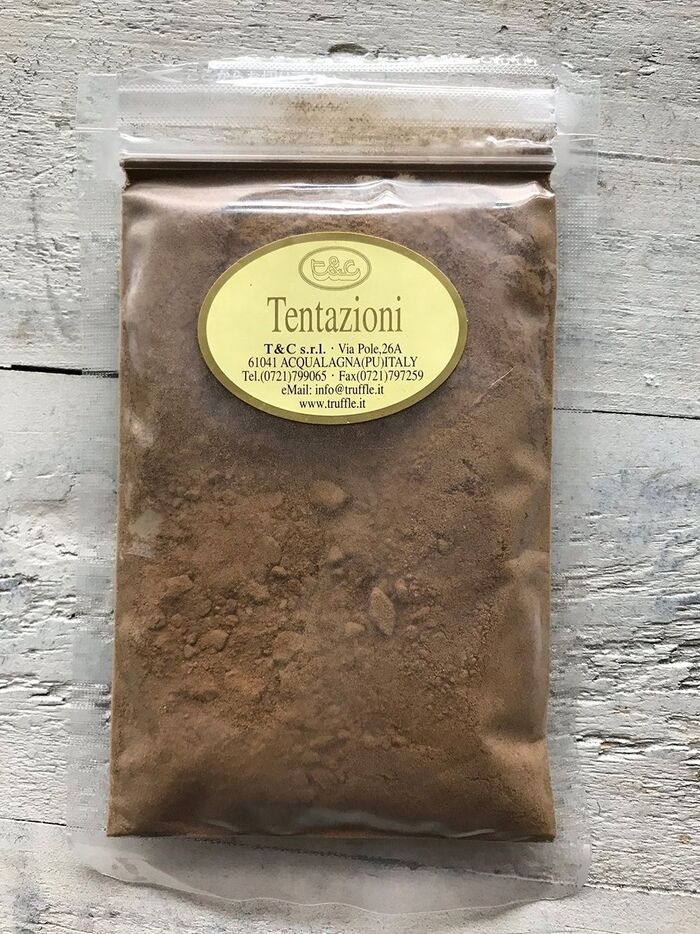 T&C
Tentazioni
T&C s.r.l. · Via Pole,26A
61041 ACQUALAGNA(PU)ITALY
Tel.(0721)799065 · Fax(0721)797259
eMail: info@truffle.it
www.truffle.it